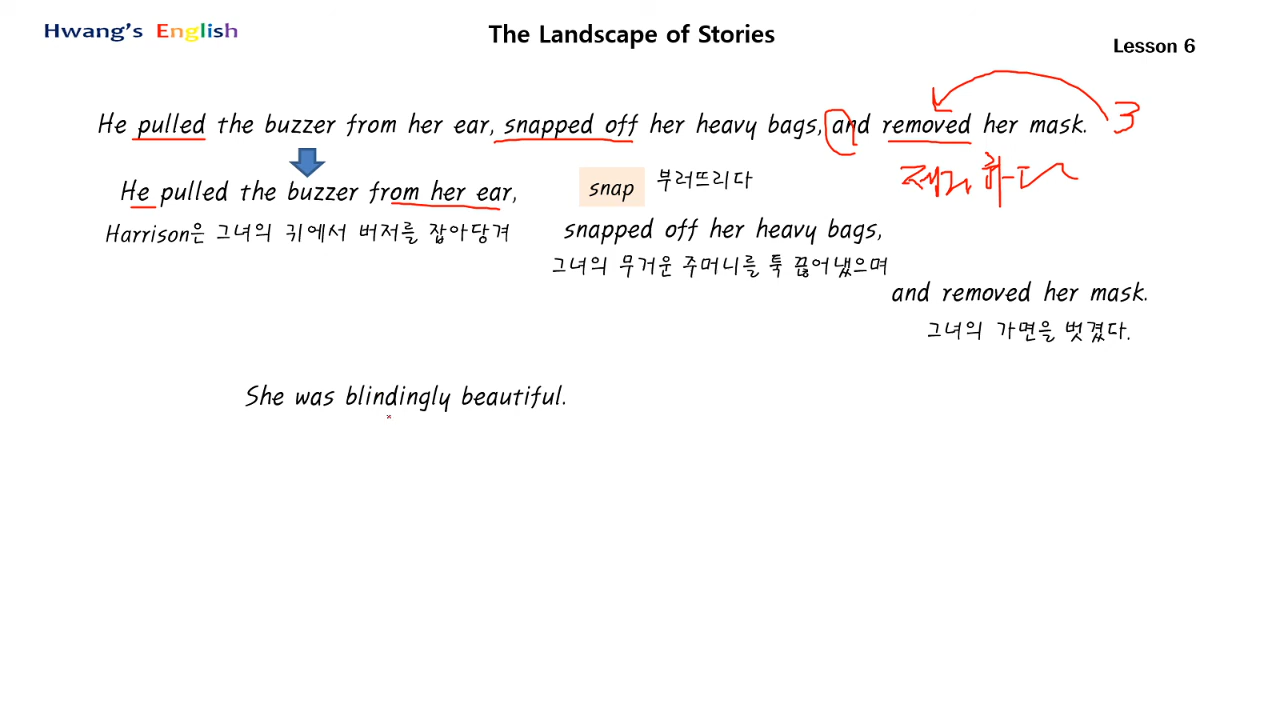 Hwang's English
The Landscape of Stories
Lesson 6
He pulled the buzzer from her ear, snapped off her heavy bags, and removed her mask. 3
제거하다
He pulled the buzzer from her ear,
Harrison은 그녀의 귀에서 버저를 잡아당겨
snap 부러뜨리다
snapped off her heavy bags,
그녀의 무거운 주머니를 툭 끊어냈으며
and removed her mask.
그녀의 가면을 벗겼다.
She was blindingly beautiful.